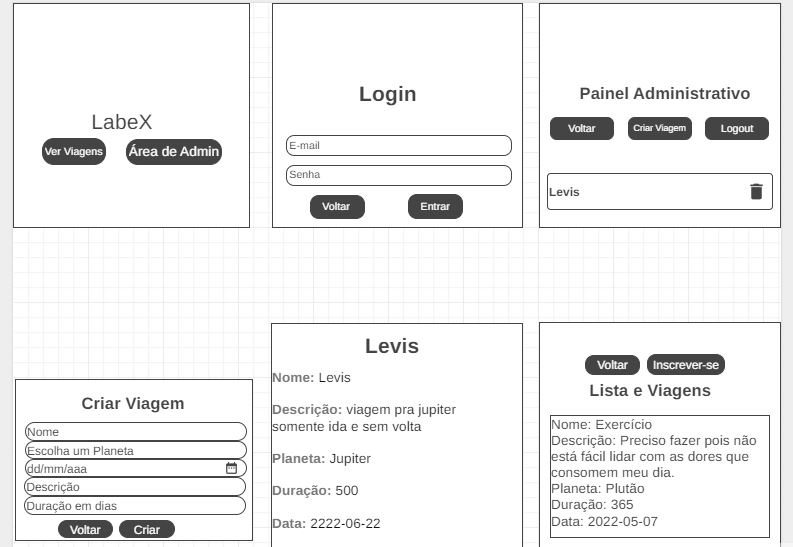 LabeX
Ver Viagens
Área de Admin
Login
E-mail
Senha
Voltar
Entrar
Painel Administrativo
Voltar
Criar Viagem
Logout
Levis
Criar Viagem
Nome
Escolha um Planeta
dd/mm/aaa
Descrição
Duração em dias
Voltar
Criar
Levis
Nome: Levis
Descrição: viagem pra jupiter
somente ida e sem volta
Planeta: Jupiter
Duração: 500
Data: 2222-06-22
Voltar
Inscrever-se
Lista e Viagens
Nome: Exercício
Descrição: Preciso fazer pois não
está fácil lidar com as dores que
consomem meu dia.
Planeta: Plutão
Duração: 365
Data: 2022-05-07